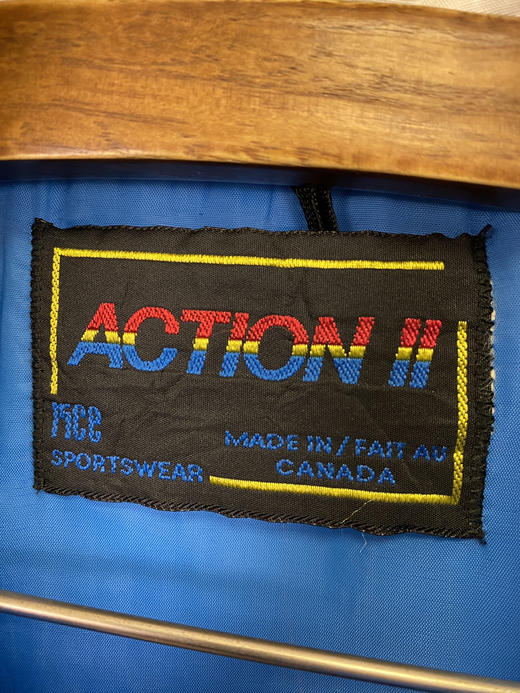 ACTION II
SPORTSWEAR
MADE IN / FAIT AU
CANADA